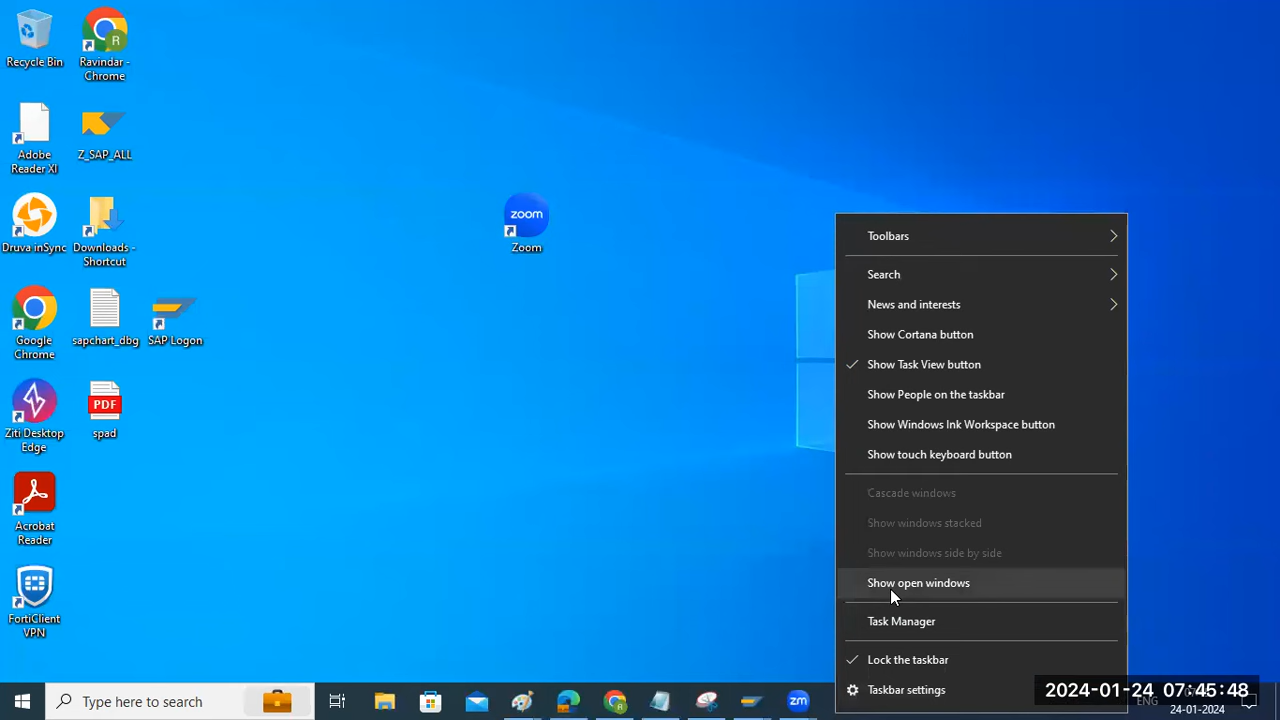 Recycle Bin
Ravindar -
Chrome
Adobe
Reader XI
Z_SAP_ALL
Druva inSync
Downloads -
Shortcut
zoom
Zoom
Google
Chrome
sapchart_dbg
SAP Logon
Ziti Desktop
Edge
PDF
spad
Acrobat
Reader
FortiClient
VPN
Toolbars
Search
News and interests
Show Cortana button
Show Task View button
Show People on the taskbar
Show Windows Ink Workspace button
Show touch keyboard button
Cascade windows
Show windows stacked
Show windows side by side
Show open windows
Task Manager
Lock the taskbar
Taskbar settings
Type here to search
zm
2024-01-24 07:45:48
ENG
24-01-2024